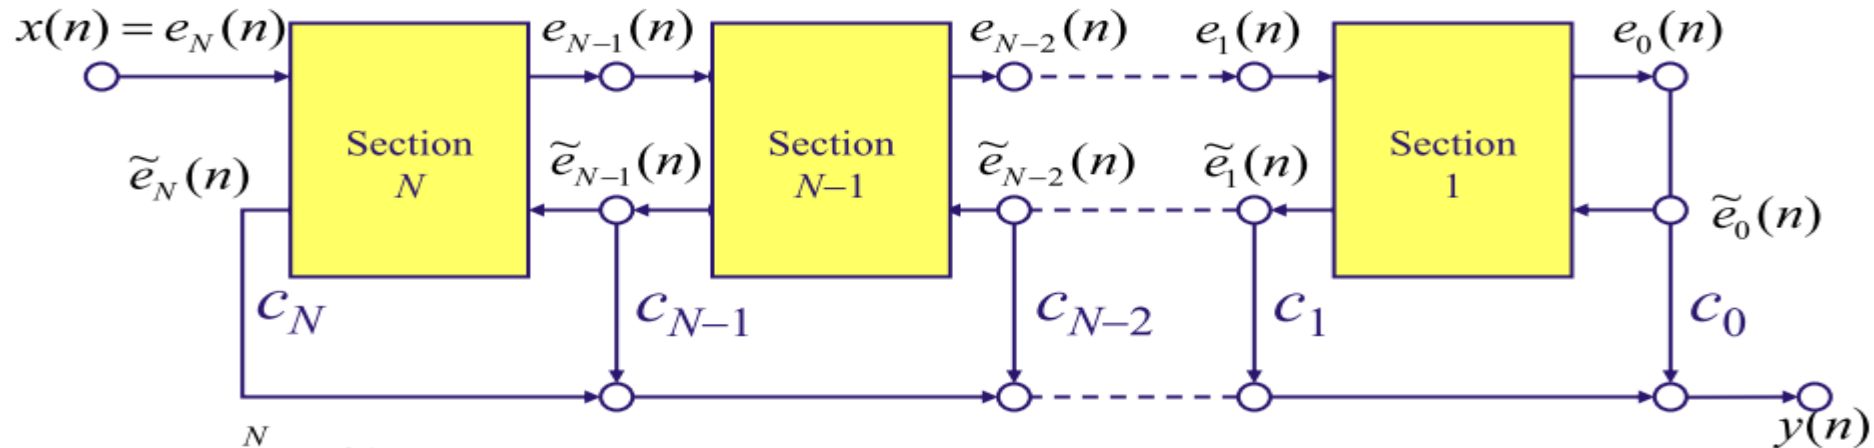 x(n) = e_N(n) e_{N−1}(n) e_{N−2}(n) e_1(n) e_0(n)
Section N Section N–1 Section 1
ẽ_N(n) ẽ_{N−1}(n) ẽ_{N−2}(n) ẽ_1(n) ẽ_0(n)
c_N c_{N–1} c_{N–2} c_1 c_0
N y(n)